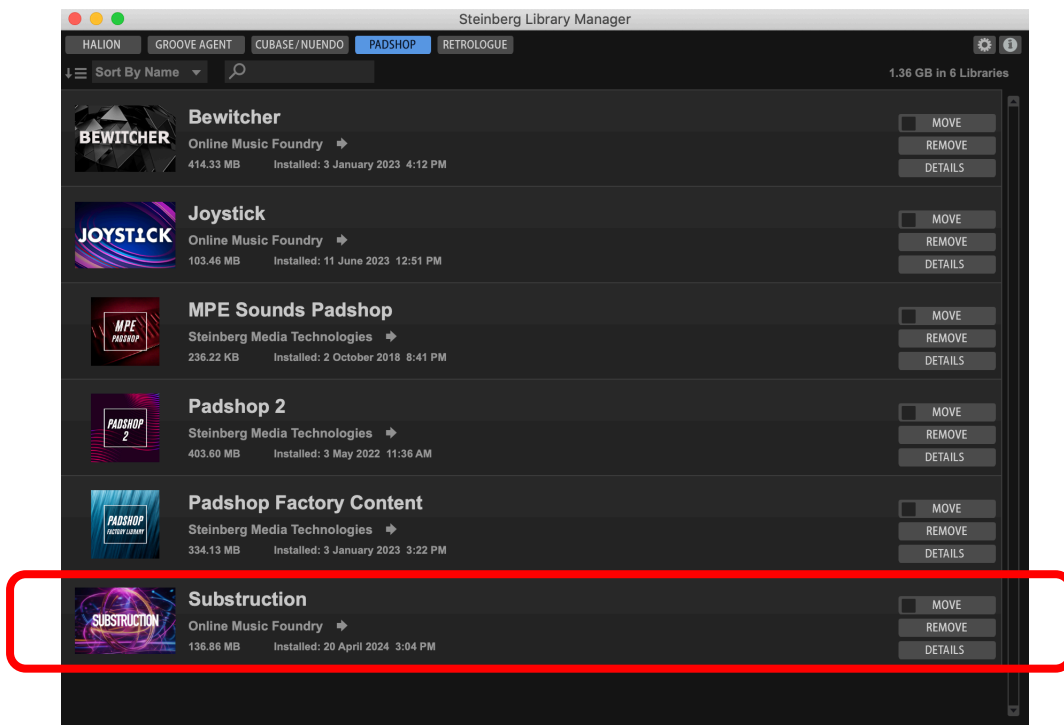 Steinberg Library Manager
HALION GROOVE AGENT CUBASE/NUENDO PADSHOP RETROLOGUE
Sort By Name
1.36 GB in 6 Libraries
BEWITCHER
Bewitcher
Online Music Foundry
414.33 MB Installed: 3 January 2023 4:12 PM
MOVE
REMOVE
DETAILS
JOYST1CK
Joystick
Online Music Foundry
103.46 MB Installed: 11 June 2023 12:51 PM
MOVE
REMOVE
DETAILS
MPE
PADSHOP
MPE Sounds Padshop
Steinberg Media Technologies
236.22 KB Installed: 2 October 2018 8:41 PM
MOVE
REMOVE
DETAILS
PADSHOP
2
Padshop 2
Steinberg Media Technologies
403.60 MB Installed: 3 May 2022 11:36 AM
MOVE
REMOVE
DETAILS
PADSHOP
FACTORY LIBRARY
Padshop Factory Content
Steinberg Media Technologies
334.13 MB Installed: 3 January 2023 3:22 PM
MOVE
REMOVE
DETAILS
SUBSTRUCTION
Substruction
Online Music Foundry
136.86 MB Installed: 20 April 2024 3:04 PM
MOVE
REMOVE
DETAILS